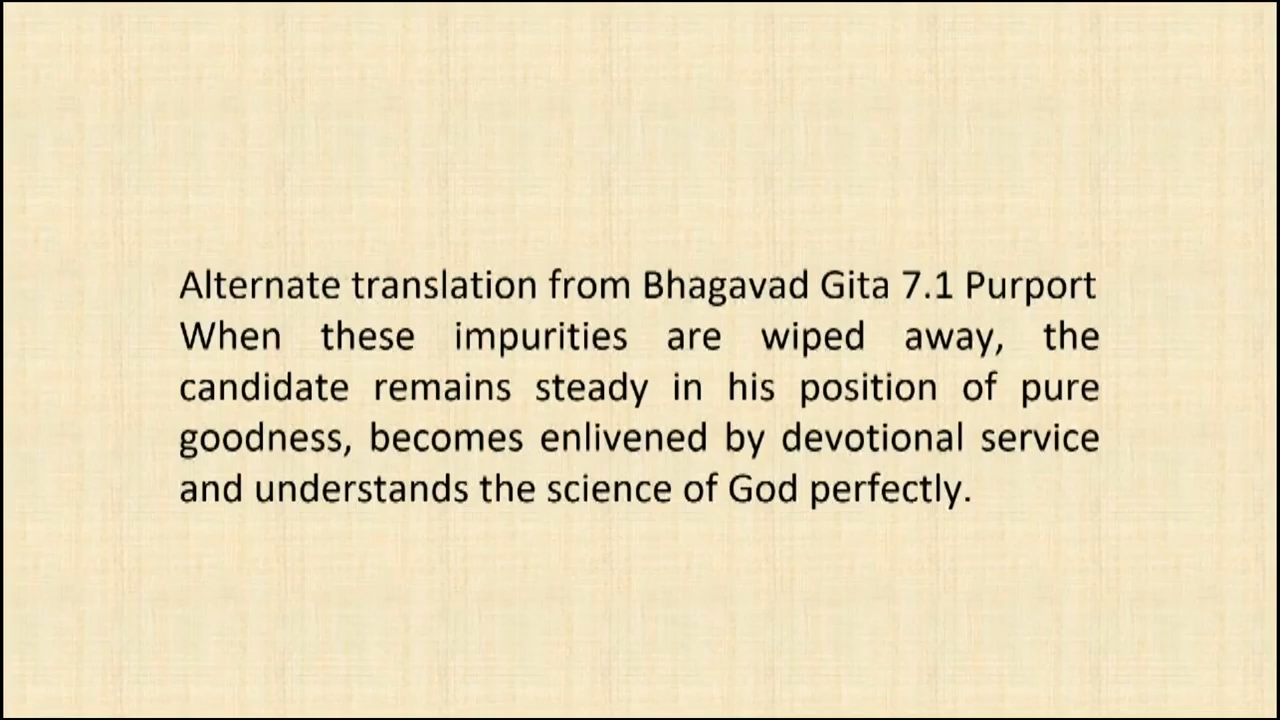 Alternate translation from Bhagavad Gita 7.1 Purport
When these impurities are wiped away, the
candidate remains steady in his position of pure
goodness, becomes enlivened by devotional service
and understands the science of God perfectly.